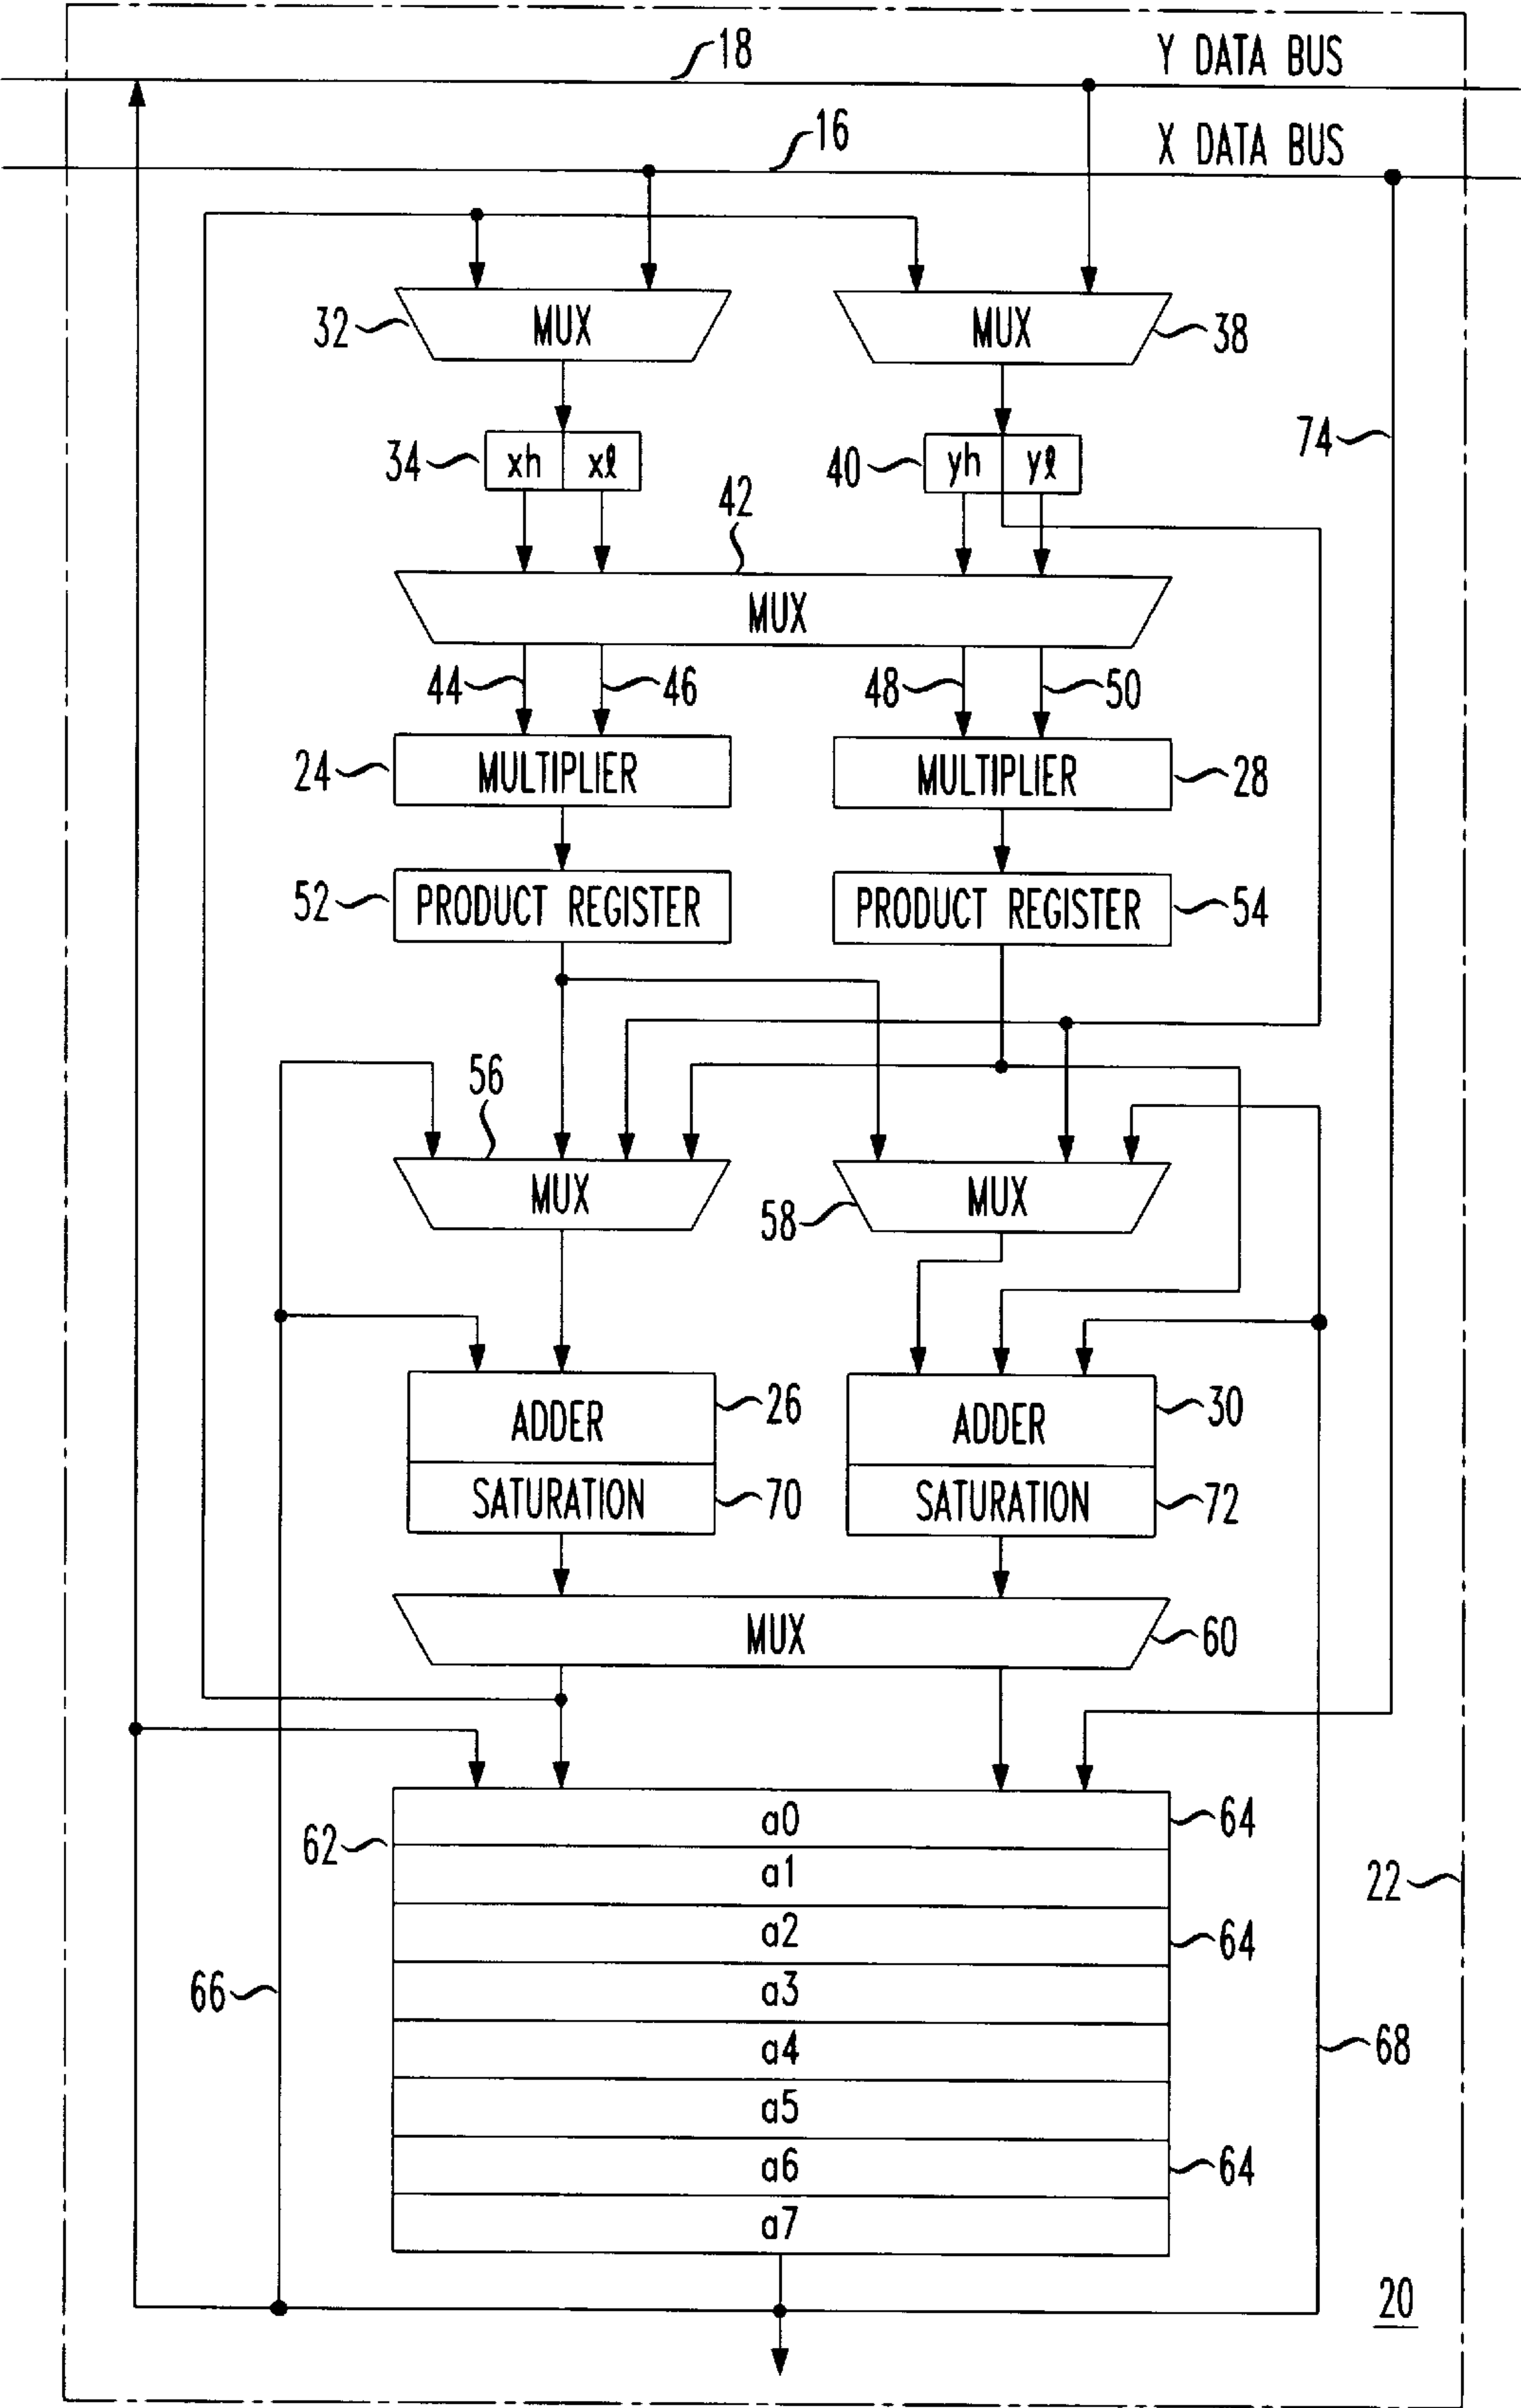 18 Y DATA BUS
16 X DATA BUS
32 MUX MUX 38
74
34 xh xℓ 40 yh yℓ
42
MUX
44 46 48 50
24 MULTIPLIER MULTIPLIER 28
52 PRODUCT REGISTER PRODUCT REGISTER 54
56
MUX 58 MUX
ADDER 26 ADDER 30
SATURATION 70 SATURATION 72
MUX 60
a0 64
62
a1 22
a2 64
66 a3
a4 68
a5
a6 64
a7
20